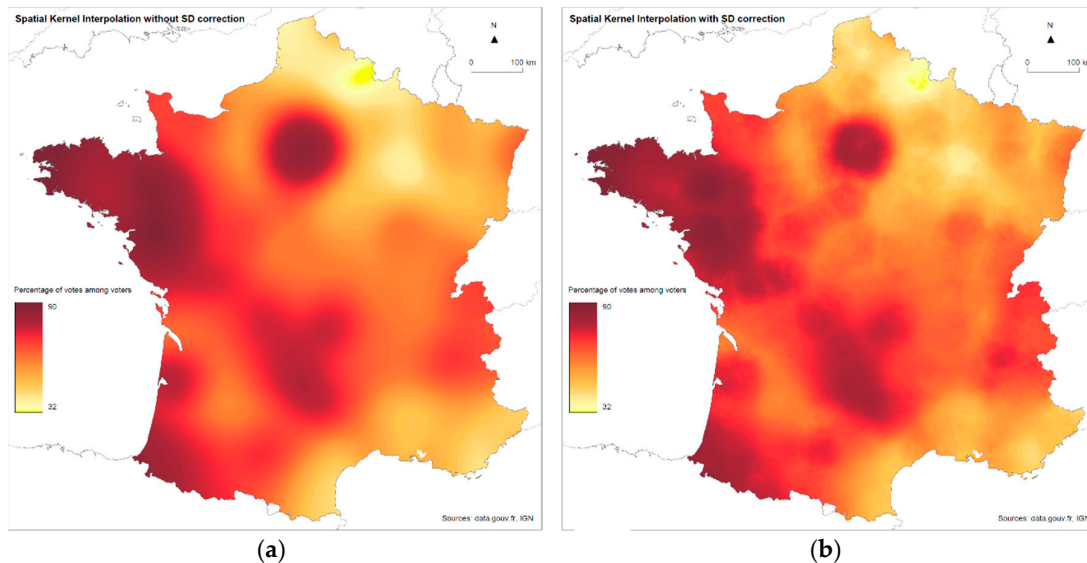 Spatial Kernel Interpolation without SD correction
N
100 km
Percentage of votes among voters
90
32
Sources: data.gouv.fr, IGN
(a)
Spatial Kernel Interpolation with SD correction
N
100 km
Percentage of votes among voters
90
32
Sources: data.gouv.fr, IGN
(b)